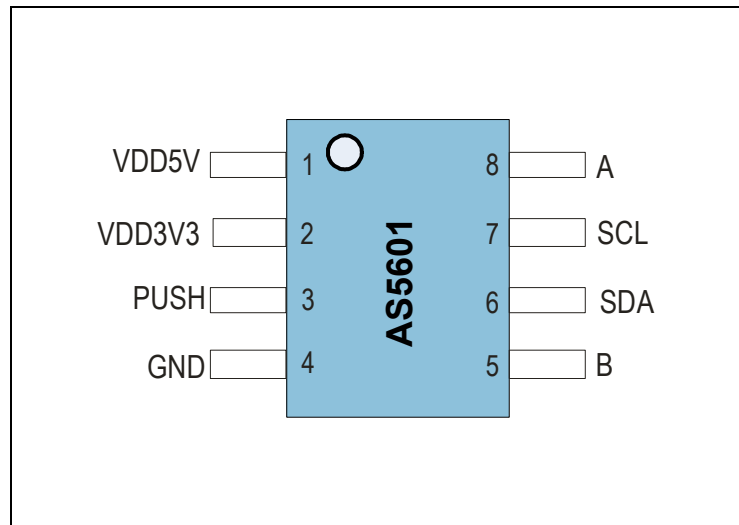 VDD5V 1 8 A
VDD3V3 2 7 SCL
PUSH 3 6 SDA
GND 4 5 B
AS5601